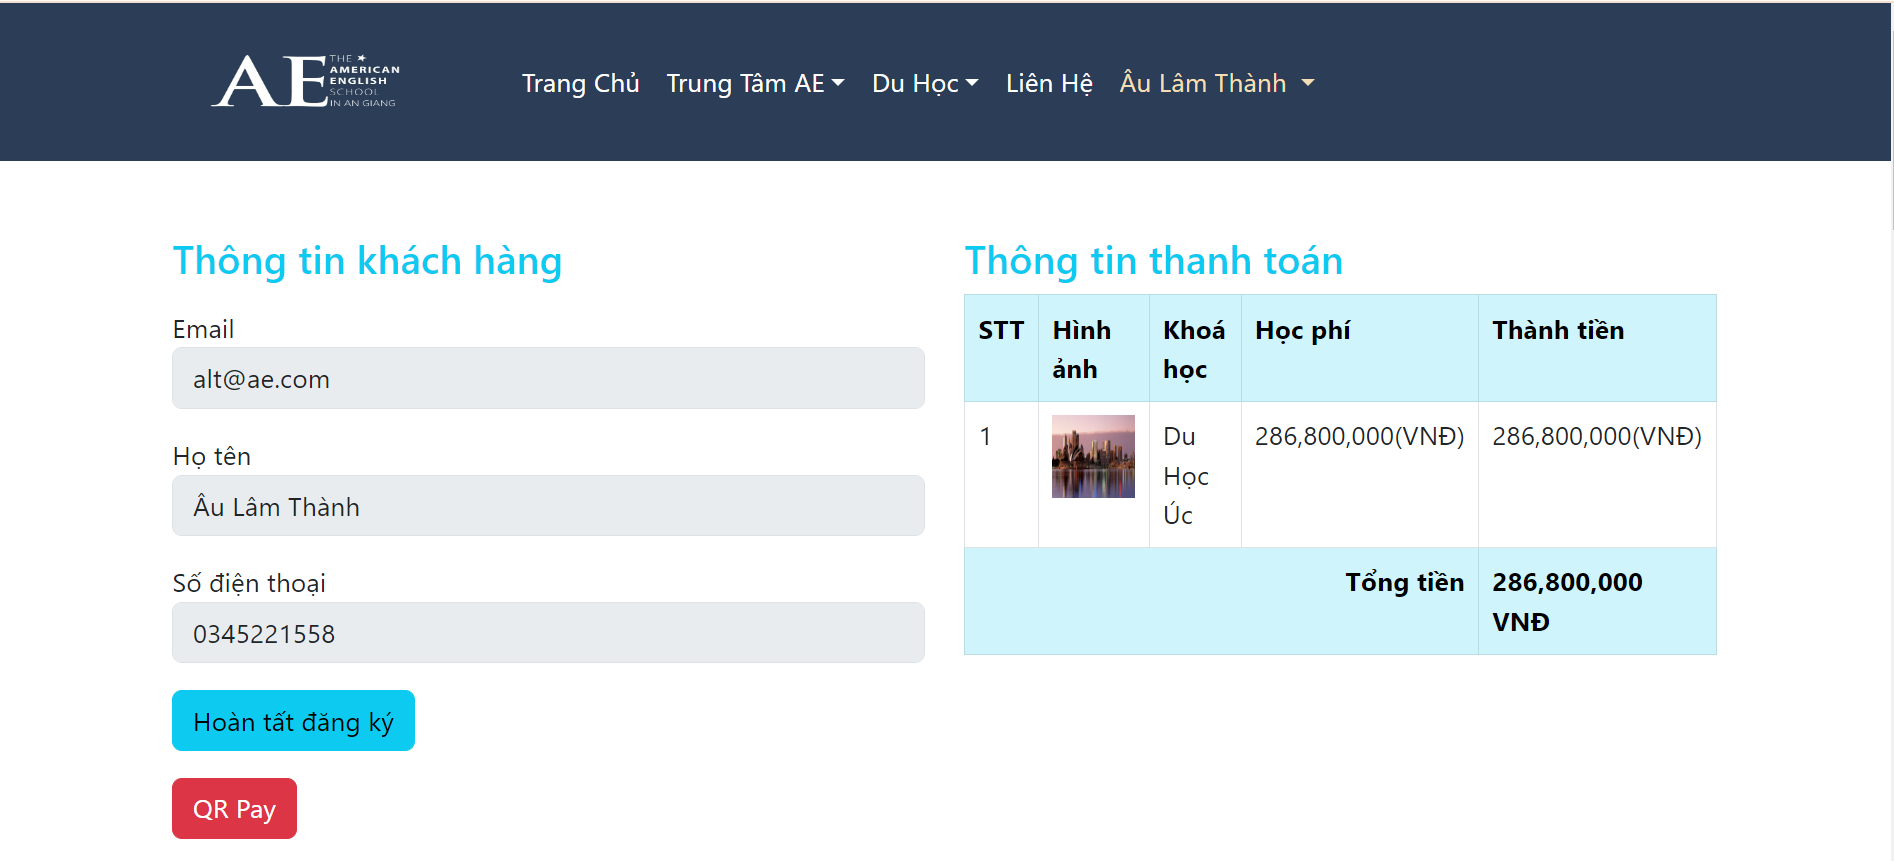 AE THE AMERICAN ENGLISH SCHOOL IN AN GIANG
Trang Chủ Trung Tâm AE Du Học Liên Hệ Âu Lâm Thành
Thông tin khách hàng
Email
alt@ae.com
Họ tên
Âu Lâm Thành
Số điện thoại
0345221558
Hoàn tất đăng ký
QR Pay
Thông tin thanh toán
STT Hình ảnh Khoá học Học phí Thành tiền
1 Du Học Úc 286,800,000(VNĐ) 286,800,000(VNĐ)
Tổng tiền 286,800,000 VNĐ